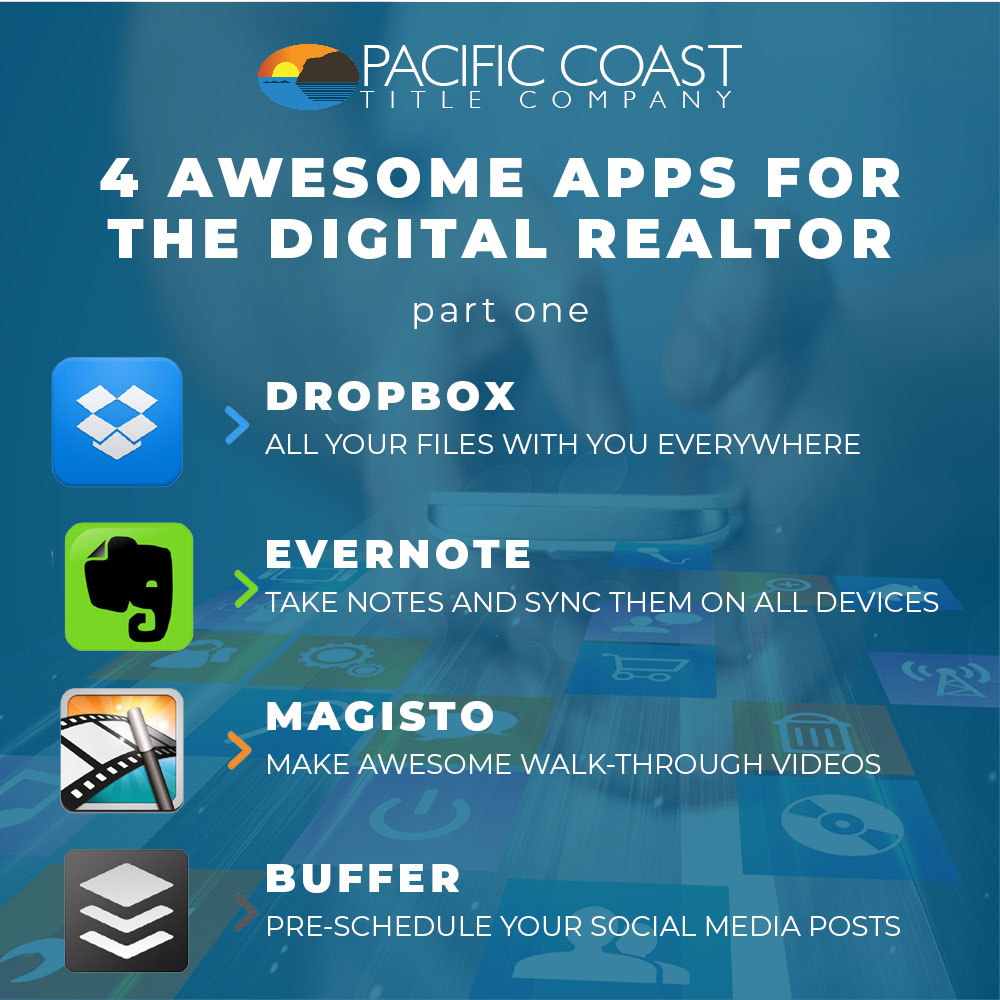 PACIFIC COAST
TITLE COMPANY
4 AWESOME APPS FOR
THE DIGITAL REALTOR
part one
DROPBOX
ALL YOUR FILES WITH YOU EVERYWHERE
EVERNOTE
TAKE NOTES AND SYNC THEM ON ALL DEVICES
MAGISTO
MAKE AWESOME WALK-THROUGH VIDEOS
BUFFER
PRE-SCHEDULE YOUR SOCIAL MEDIA POSTS